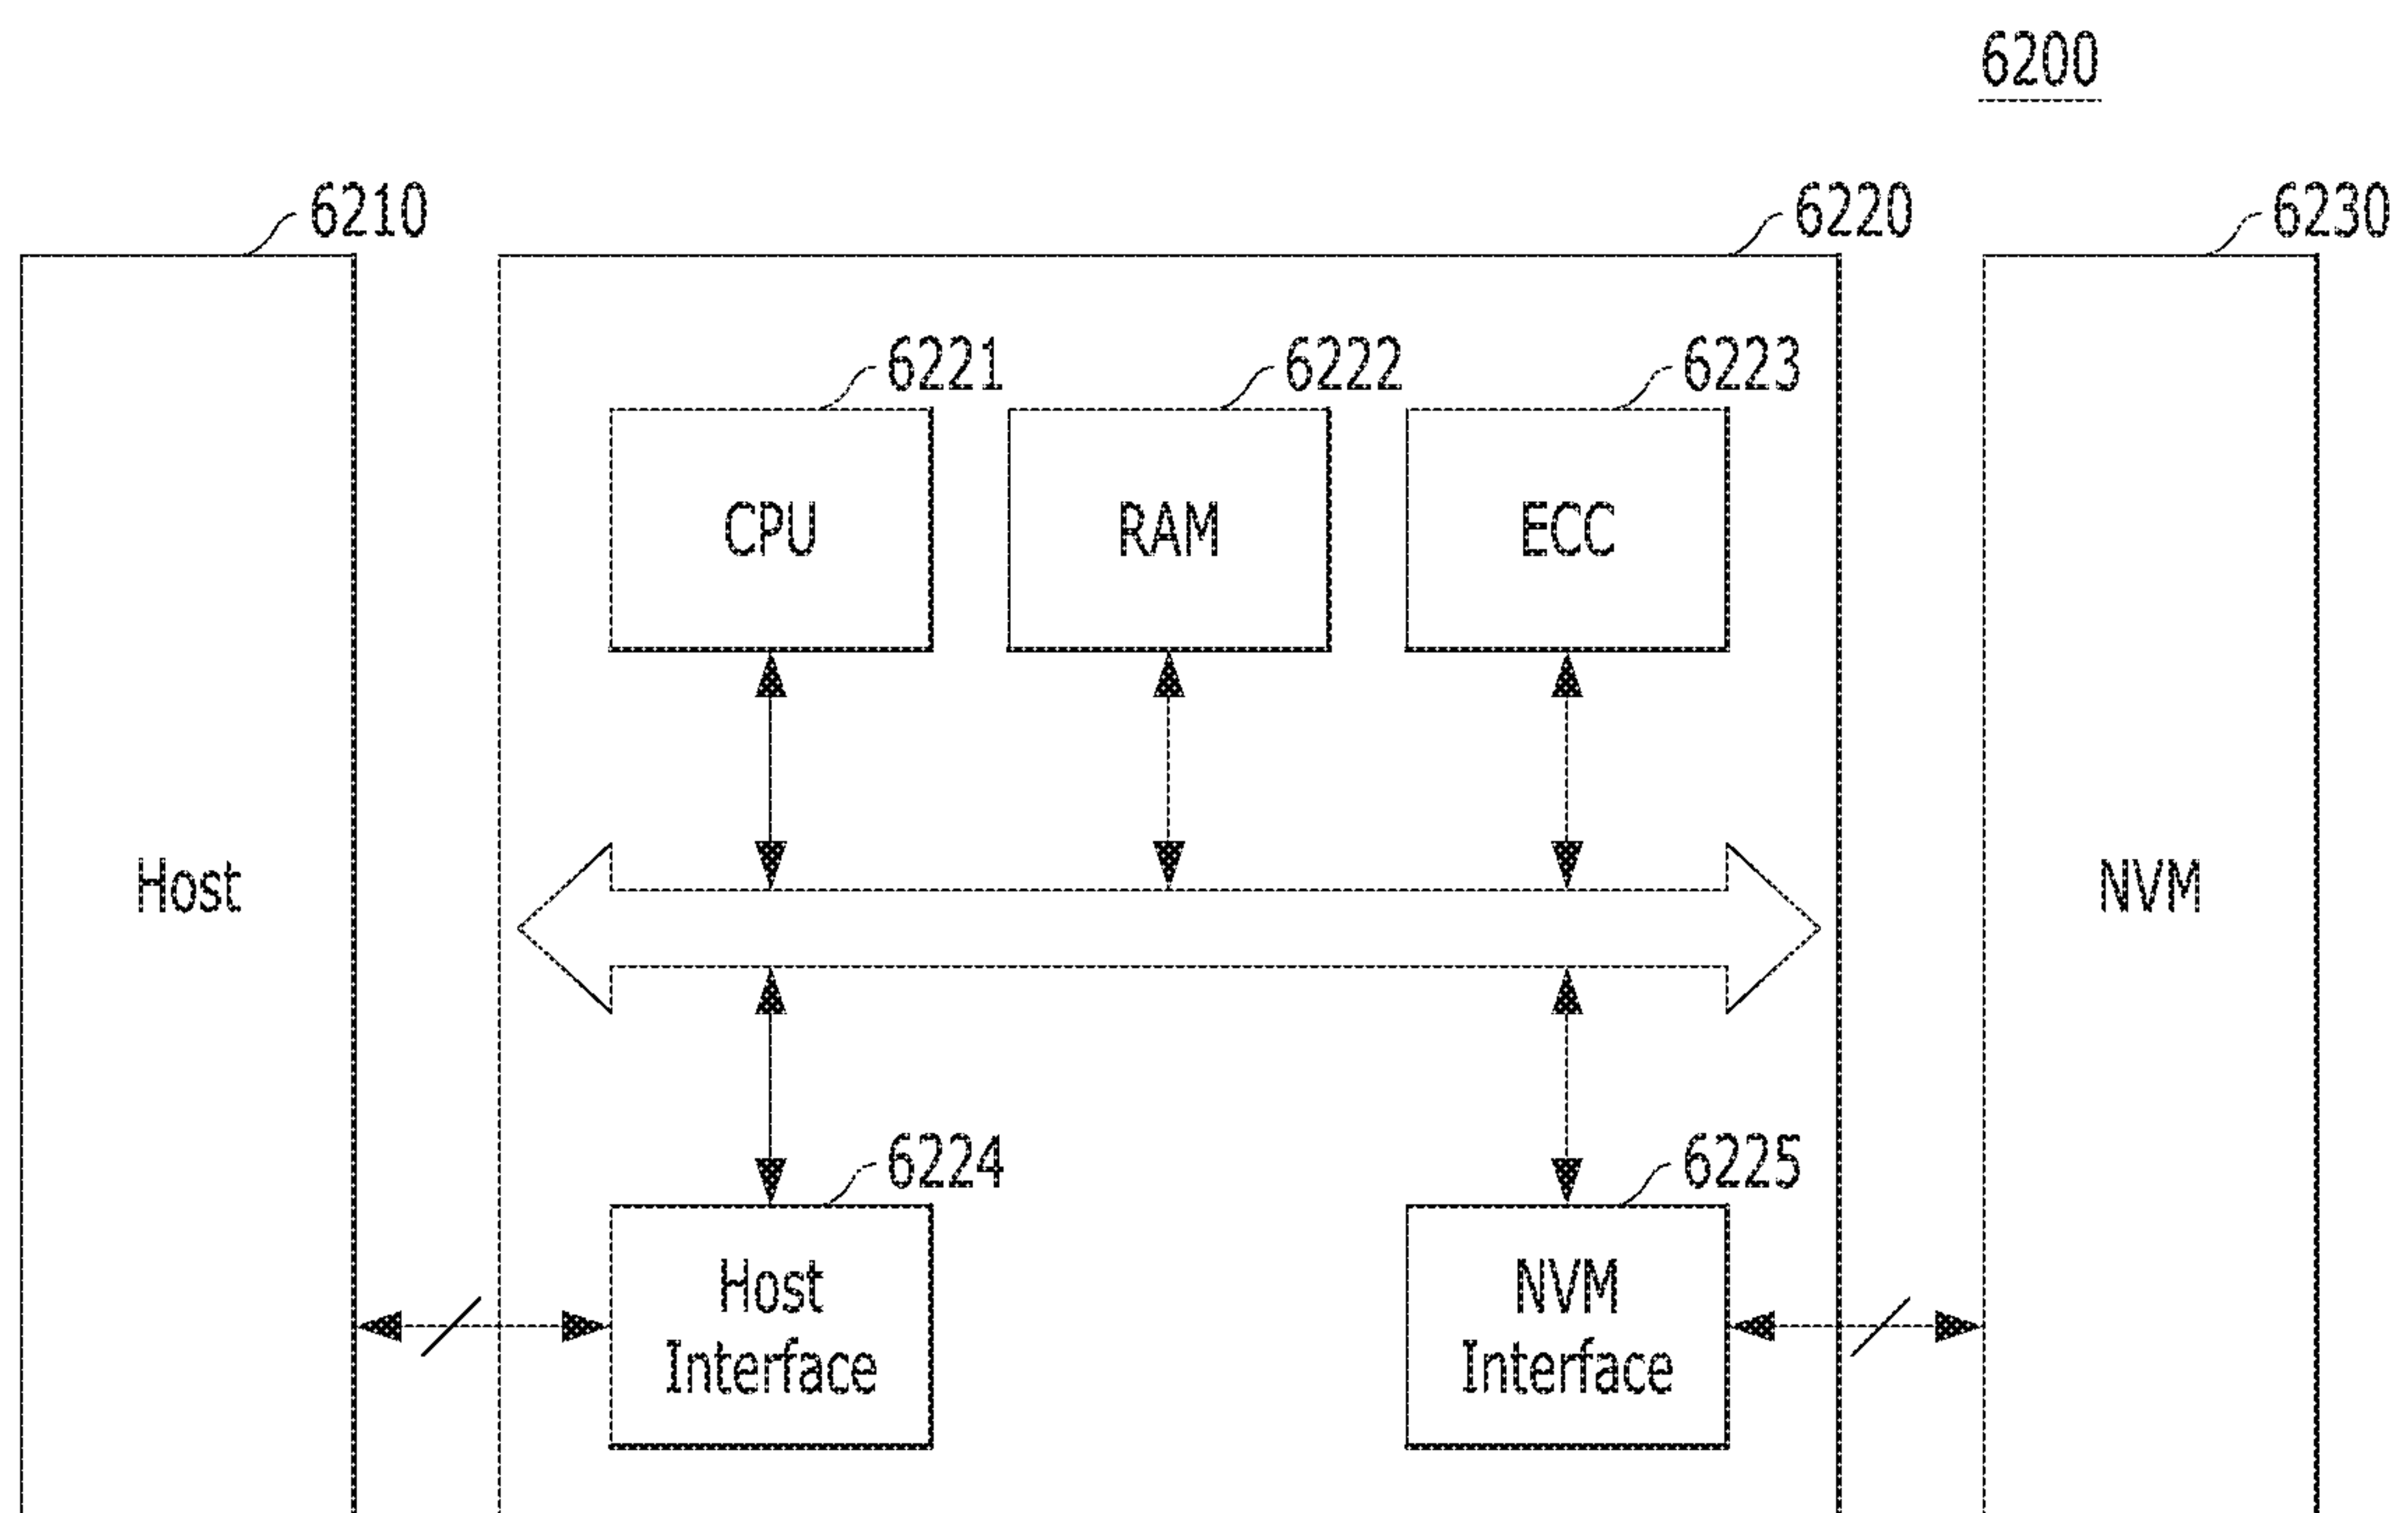 6200
6210
6220
6230
6221
6222
6223
CPU
RAM
ECC
Host
NVM
6224
6225
Host
Interface
NVM
Interface